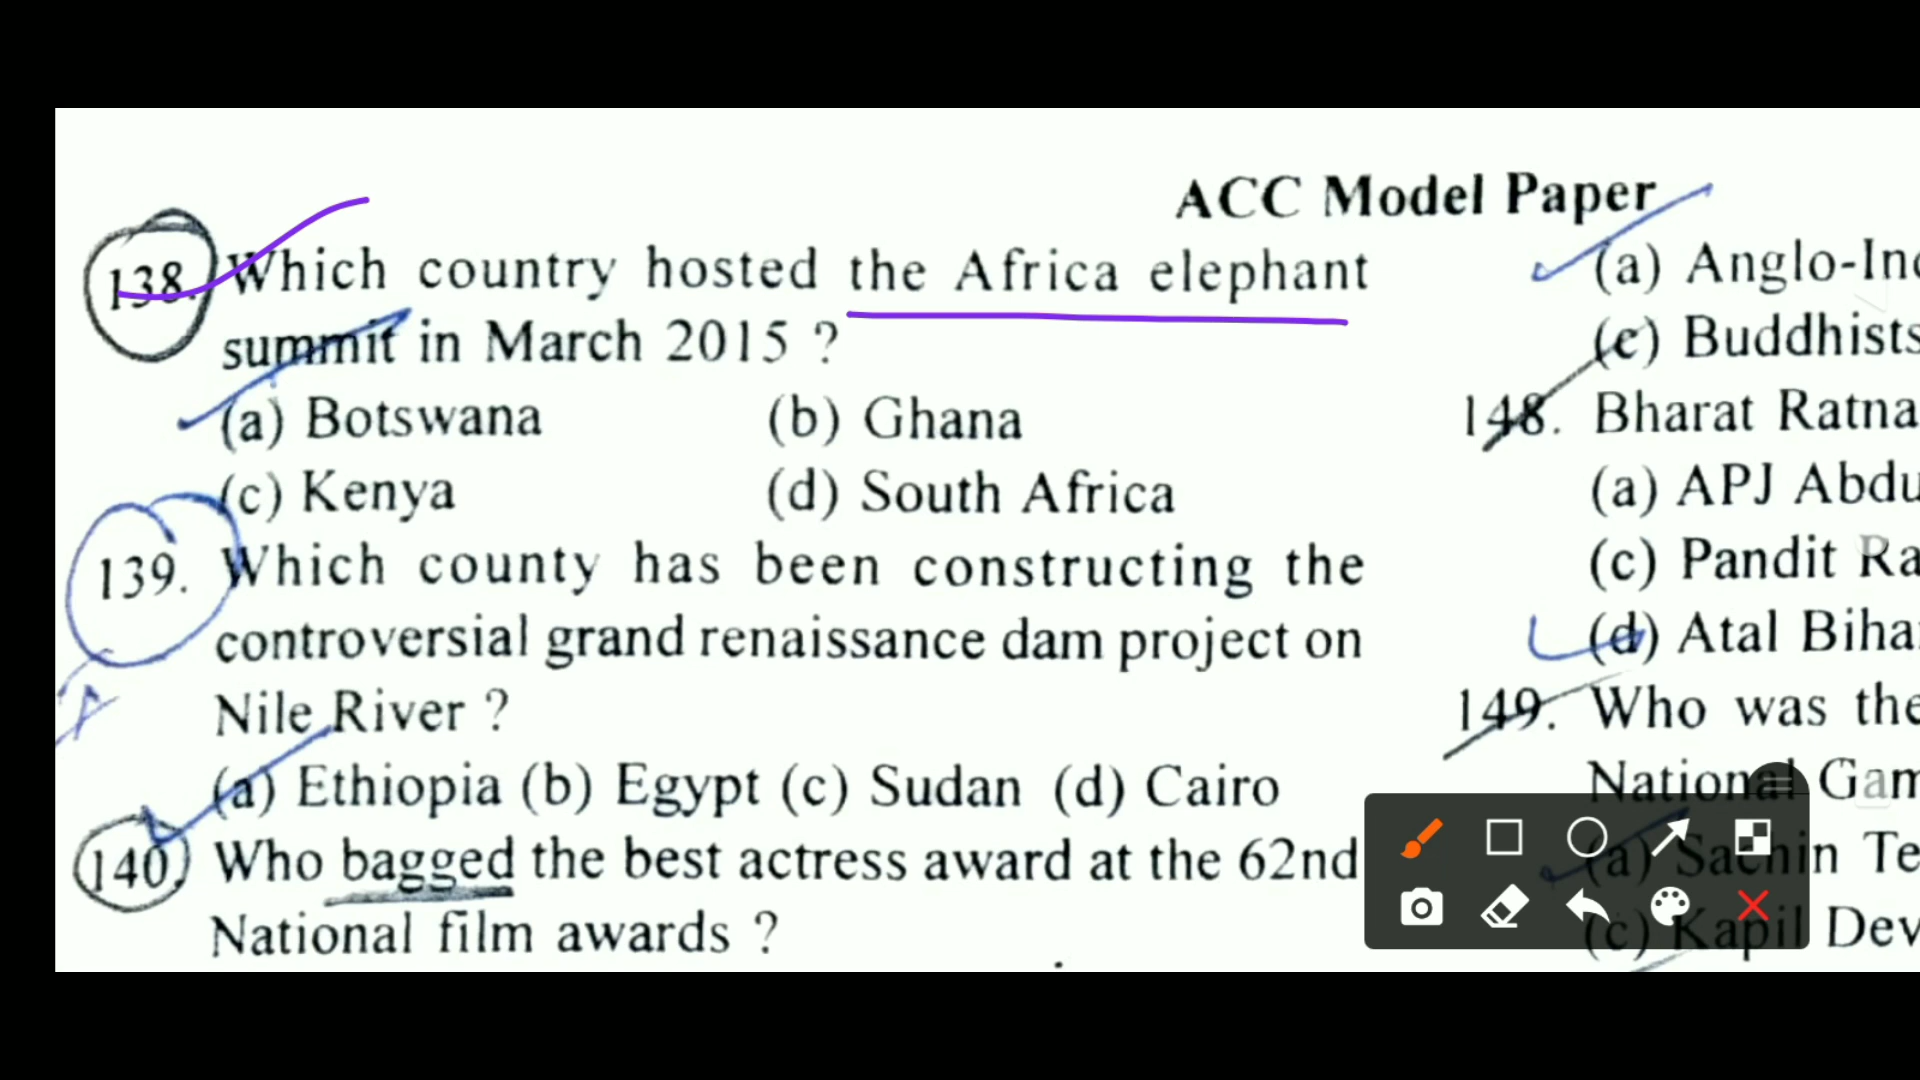 ACC Model Paper
138. Which country hosted the Africa elephant
summit in March 2015 ?
(a) Botswana (b) Ghana
(c) Kenya (d) South Africa
139. Which county has been constructing the
controversial grand renaissance dam project on
Nile River ?
(a) Ethiopia (b) Egypt (c) Sudan (d) Cairo
140. Who bagged the best actress award at the 62nd
National film awards ?
(a) Anglo-Ind
(c) Buddhists
148. Bharat Ratna
(a) APJ Abdu
(c) Pandit Ra
(d) Atal Biha
149. Who was the
National Gam
(a) Sachin Te
(c) Kapil Dev